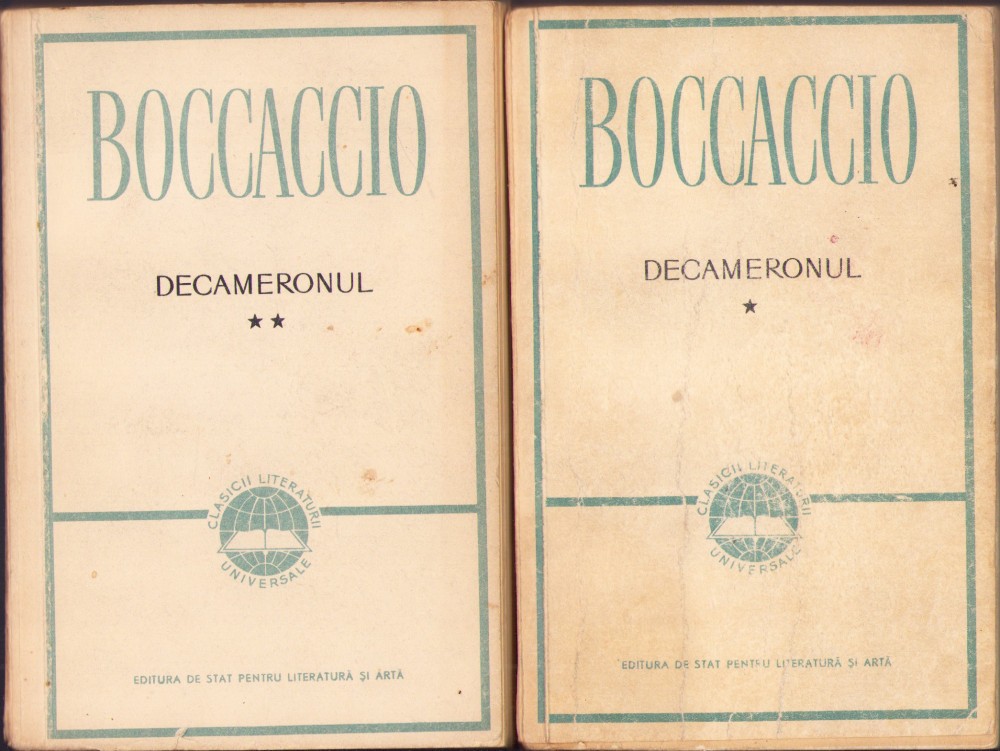 BOCCACCIO
DECAMERONUL
★★
CLASICII LITERATURII
UNIVERSALE
EDITURA DE STAT PENTRU LITERATURĂ ȘI ARTĂ
BOCCACCIO
DECAMERONUL
★
CLASICII LITERATURII
UNIVERSALE
EDITURA DE STAT PENTRU LITERATURĂ ȘI ARTĂ